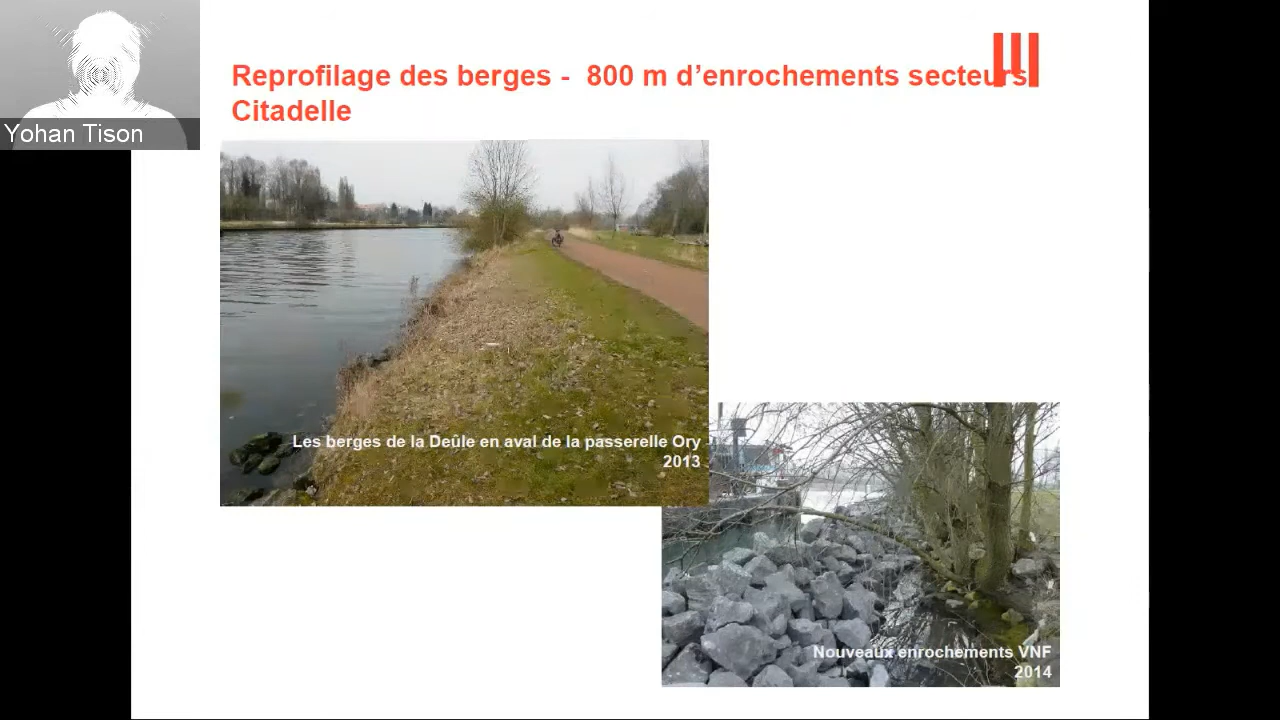 Yohan Tison
Reprofilage des berges -  800 m d'enrochements secteurs
Citadelle
Les berges de la Deûle en aval de la passerelle Ory
2013
Nouveaux enrochements VNF
2014